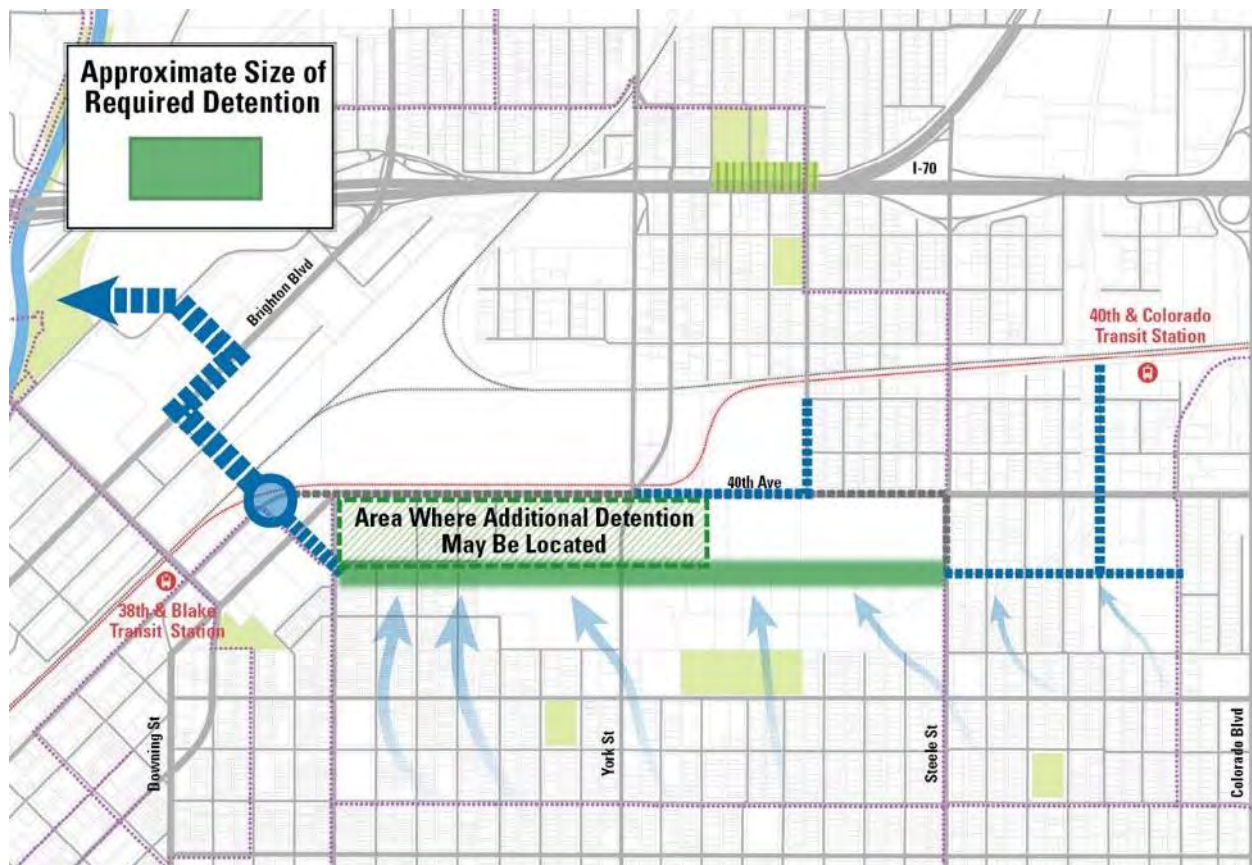 Approximate Size of
Required Detention
I-70
Brighton Blvd
40th & Colorado
Transit Station
40th Ave
Area Where Additional Detention
May Be Located
38th & Blake
Transit Station
Downing St
York St
Steele St
Colorado Blvd